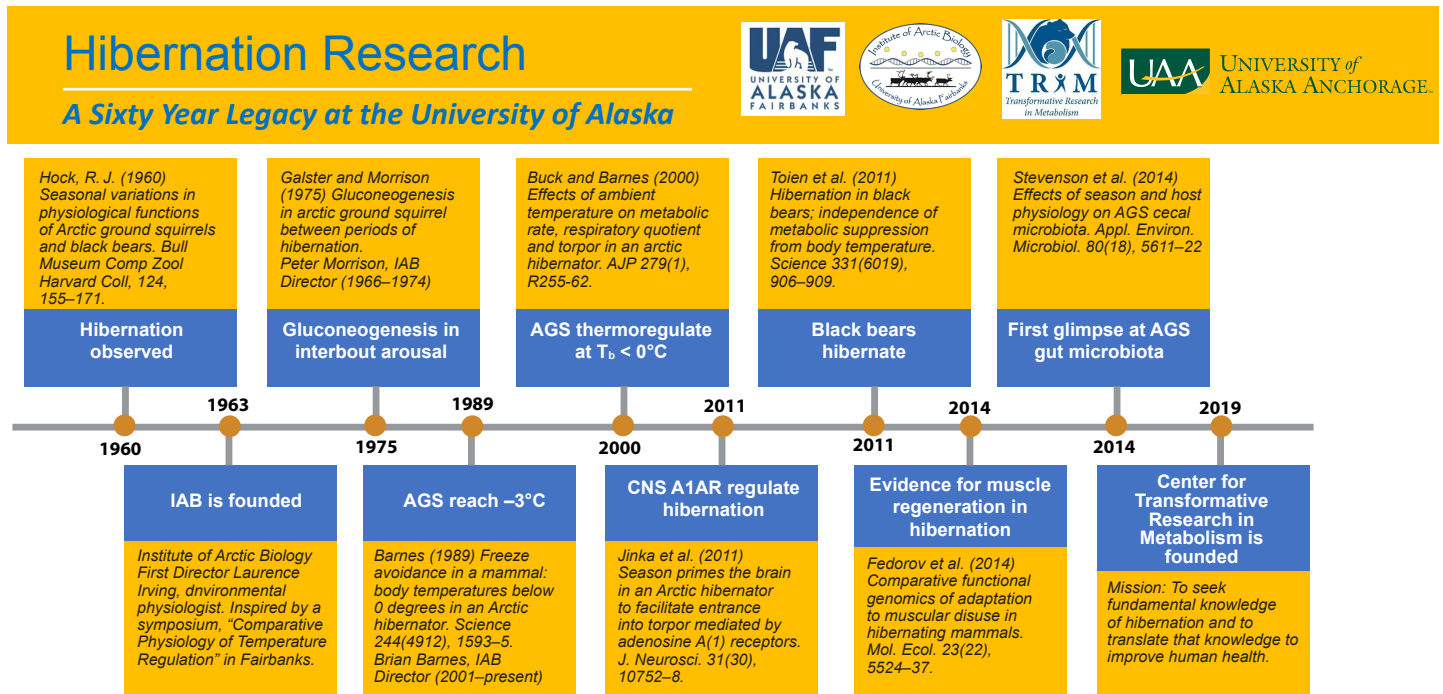 Hibernation Research
A Sixty Year Legacy at the University of Alaska
UAF
UNIVERSITY OF
ALASKA
FAIRBANKS
Institute of Arctic Biology
University of Alaska Fairbanks
TRiM
Transformative Research
in Metabolism
UAA
UNIVERSITY of
ALASKA ANCHORAGE™
Hock, R. J. (1960)
Seasonal variations in
physiological functions
of Arctic ground squirrels
and black bears. Bull
Museum Comp Zool
Harvard Coll, 124,
155–171.
Hibernation
observed
1960
1963
IAB is founded
Institute of Arctic Biology
First Director Laurence
Irving, dnvironmental
physiologist. Inspired by a
symposium, “Comparative
Physiology of Temperature
Regulation” in Fairbanks.
Galster and Morrison
(1975) Gluconeogenesis
in arctic ground squirrel
between periods of
hibernation.
Peter Morrison, IAB
Director (1966–1974)
Gluconeogenesis in
interbout arousal
1975
1989
AGS reach –3°C
Barnes (1989) Freeze
avoidance in a mammal:
body temperatures below
0 degrees in an Arctic
hibernator. Science
244(4912), 1593–5.
Brian Barnes, IAB
Director (2001–present)
Buck and Barnes (2000)
Effects of ambient
temperature on metabolic
rate, respiratory quotient
and torpor in an arctic
hibernator. AJP 279(1),
R255-62.
AGS thermoregulate
at Tb < 0°C
2000
2011
CNS A1AR regulate
hibernation
Jinka et al. (2011)
Season primes the brain
in an Arctic hibernator
to facilitate entrance
into torpor mediated by
adenosine A(1) receptors.
J. Neurosci. 31(30),
10752–8.
Toien et al. (2011)
Hibernation in black
bears; independence of
metabolic suppression
from body temperature.
Science 331(6019),
906–909.
Black bears
hibernate
2011
2014
Evidence for muscle
regeneration in
hibernation
Fedorov et al. (2014)
Comparative functional
genomics of adaptation
to muscular disuse in
hibernating mammals.
Mol. Ecol. 23(22),
5524–37.
Stevenson et al. (2014)
Effects of season and host
physiology on AGS cecal
microbiota. Appl. Environ.
Microbiol. 80(18), 5611–22
First glimpse at AGS
gut microbiota
2014
2019
Center for
Transformative
Research in
Metabolism is
founded
Mission: To seek
fundamental knowledge
of hibernation and to
translate that knowledge to
improve human health.